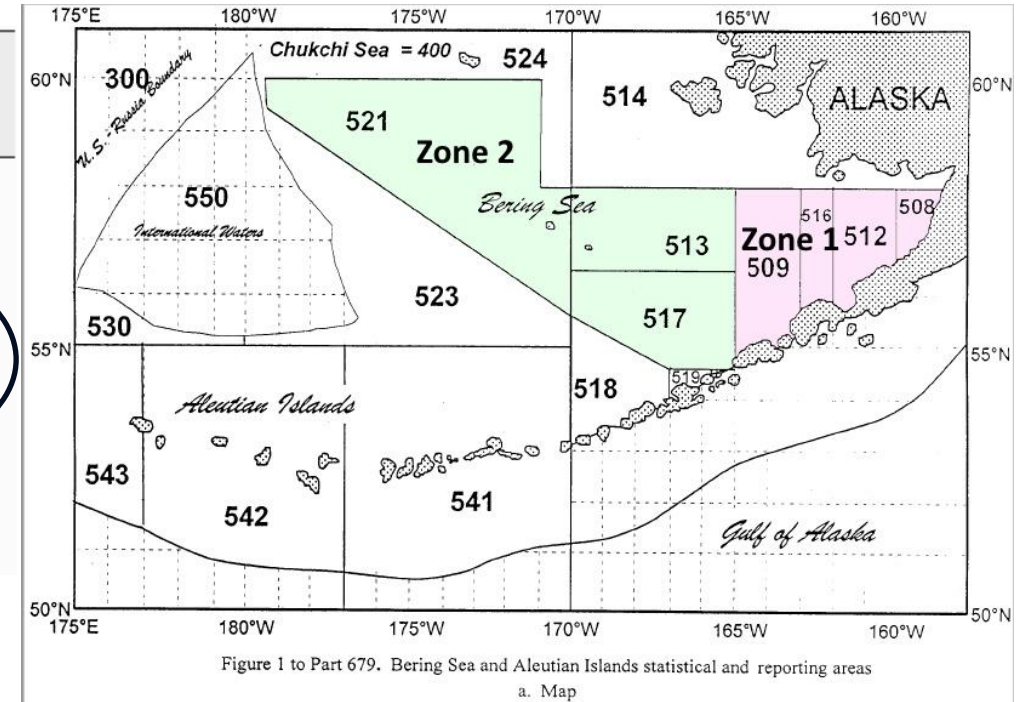 175°E 180°W 175°W 170°W 165°W 160°W
Chukchi Sea = 400 524
60°N 300 60°N
U.S. - Russia Boundary
514 ALASKA
521
Zone 2
550
International Waters
Bering Sea
508
516
513 Zone 1 512
509
523
517
530
55°N 55°N
519
518
Aleutian Islands
543
541
542
Gulf of Alaska
50°N 50°N
175°E 180°W 175°W 170°W 165°W 160°W
Figure 1 to Part 679. Bering Sea and Aleutian Islands statistical and reporting areas
a. Map